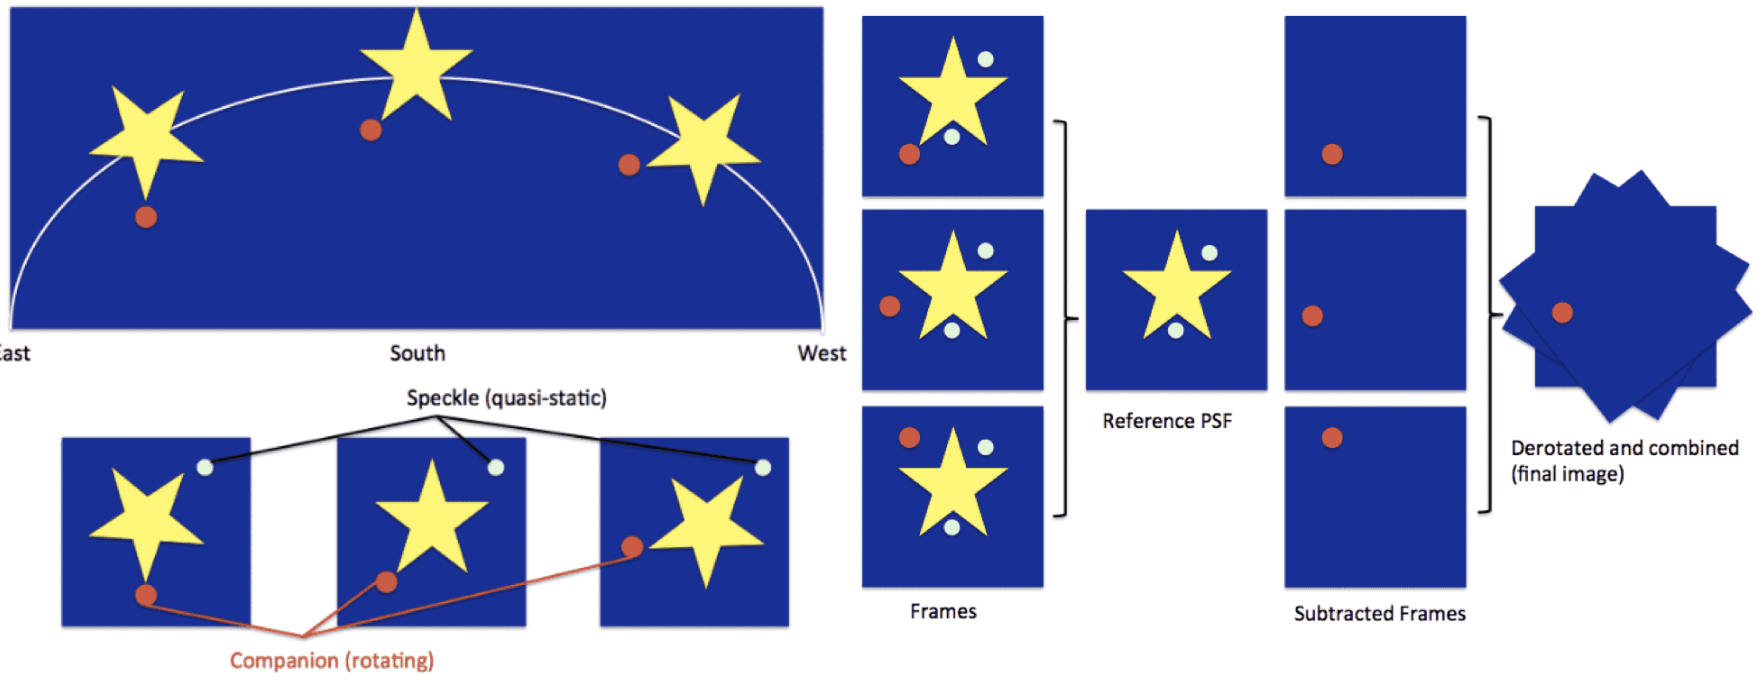 East
South
West
Speckle (quasi-static)
Companion (rotating)
Frames
Reference PSF
Subtracted Frames
Derotated and combined
(final image)